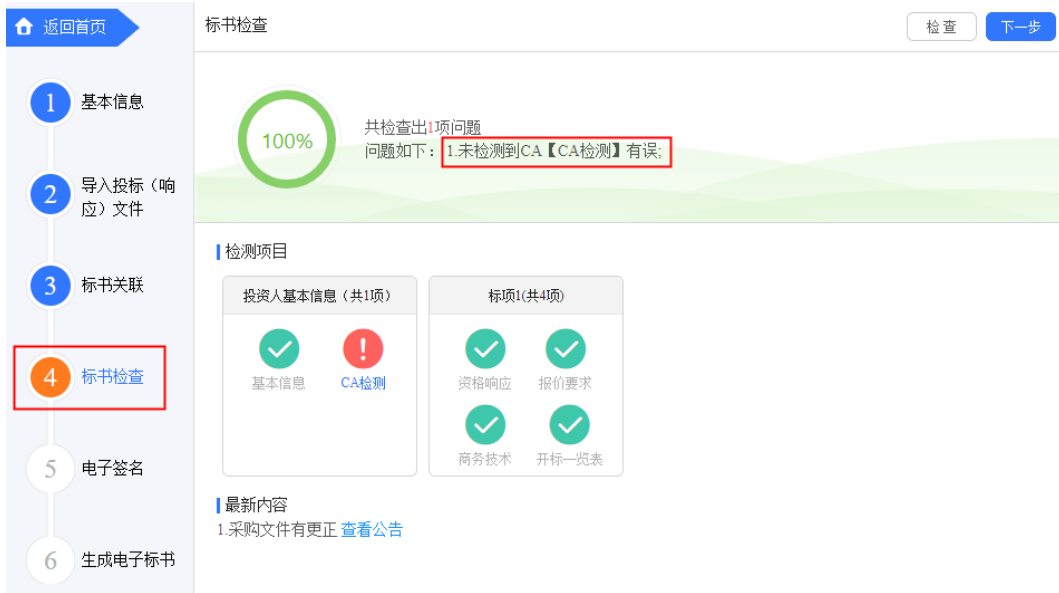 返回首页
标书检查
检查
下一步
1
基本信息
2
导入投标（响
应）文件
3
标书关联
4
标书检查
5
电子签名
6
生成电子标书
100%
共检查出1项问题
问题如下：1.未检测到CA【CA检测】有误;
检测项目
投资人基本信息（共1项）
基本信息
CA检测
标项1(共4项)
资格响应
报价要求
商务技术
开标一览表
最新内容
1.采购文件有更正 查看公告